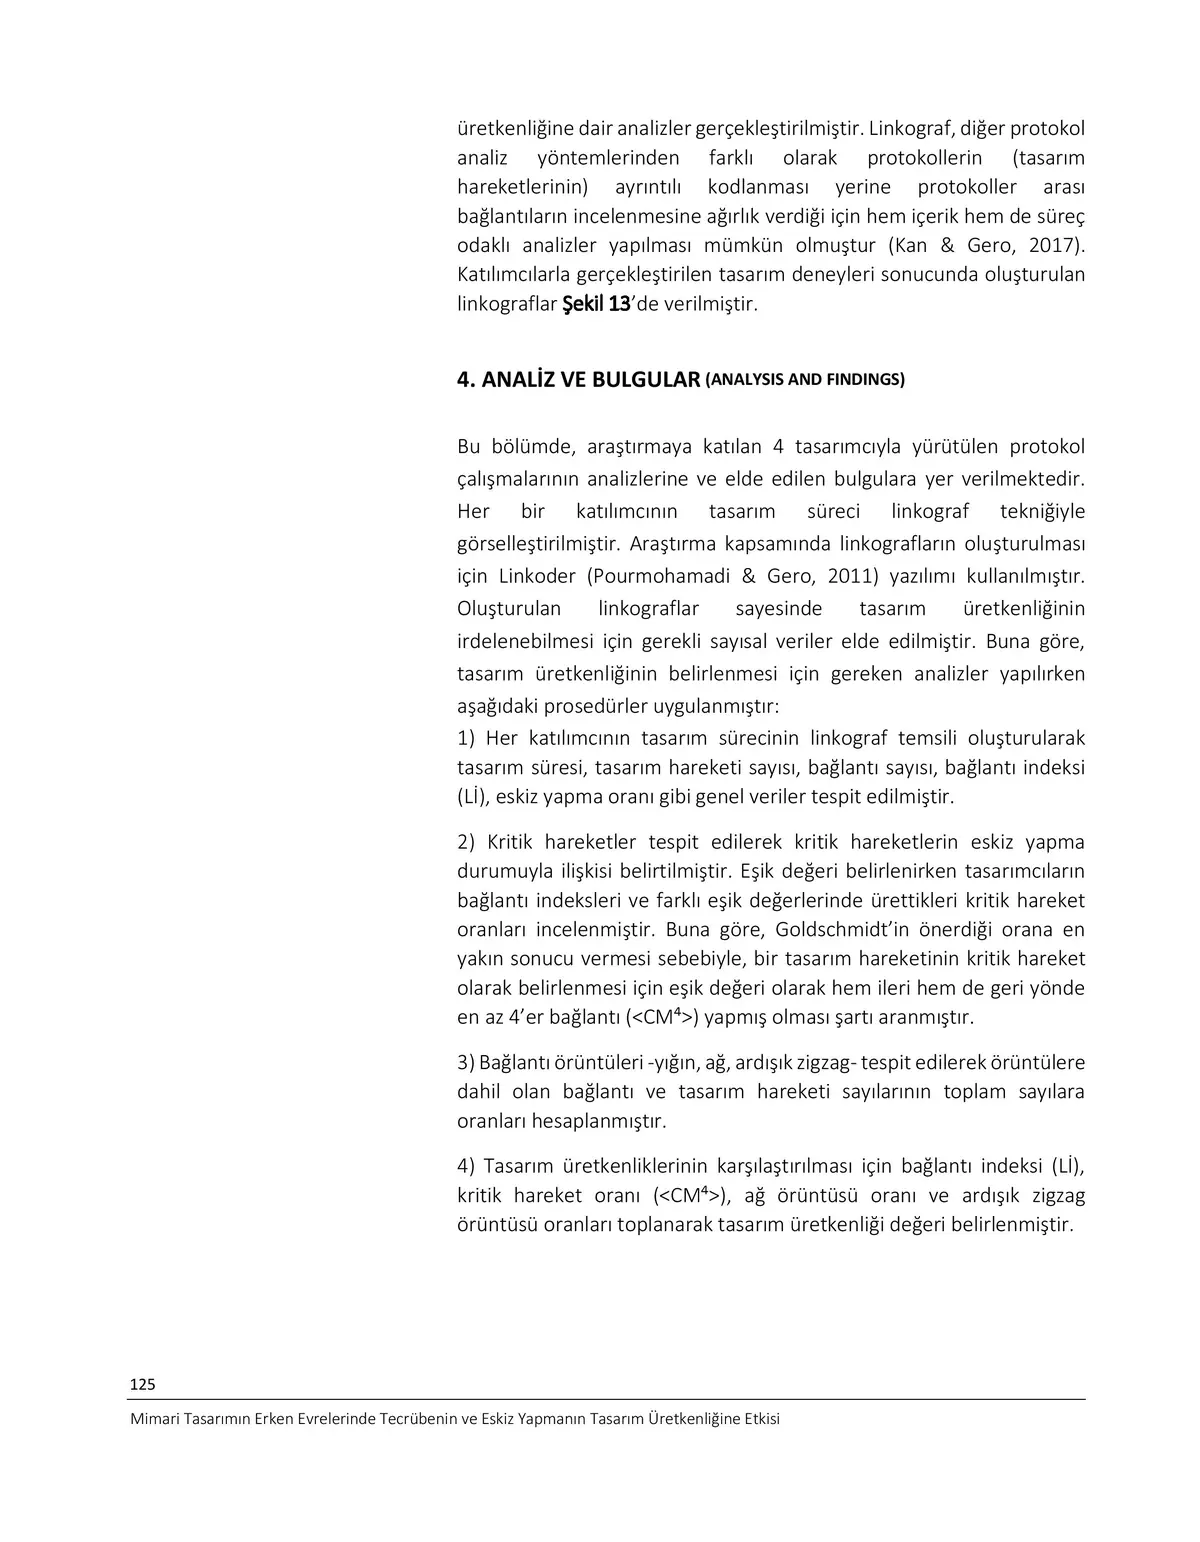 üretkenliğine dair analizler gerçekleştirilmiştir. Linkograf, diğer protokol
analiz yöntemlerinden farklı olarak protokollerin (tasarım
hareketlerinin) ayrıntılı kodlanması yerine protokoller arası
bağlantıların incelenmesine ağırlık verdiği için hem içerik hem de süreç
odaklı analizler yapılması mümkün olmuştur (Kan & Gero, 2017).
Katılımcılarla gerçekleştirilen tasarım deneyleri sonucunda oluşturulan
linkograflar Şekil 13’de verilmiştir.
4. ANALİZ VE BULGULAR (ANALYSIS AND FINDINGS)
Bu bölümde, araştırmaya katılan 4 tasarımcıyla yürütülen protokol
çalışmalarının analizlerine ve elde edilen bulgulara yer verilmektedir.
Her bir katılımcının tasarım süreci linkograf tekniğiyle
görselleştirilmiştir. Araştırma kapsamında linkografların oluşturulması
için Linkoder (Pourmohamadi & Gero, 2011) yazılımı kullanılmıştır.
Oluşturulan linkograflar sayesinde tasarım üretkenliğinin
irdelenebilmesi için gerekli sayısal veriler elde edilmiştir. Buna göre,
tasarım üretkenliğinin belirlenmesi için gereken analizler yapılırken
aşağıdaki prosedürler uygulanmıştır:
1) Her katılımcının tasarım sürecinin linkograf temsili oluşturularak
tasarım süresi, tasarım hareketi sayısı, bağlantı sayısı, bağlantı indeksi
(Lİ), eskiz yapma oranı gibi genel veriler tespit edilmiştir.
2) Kritik hareketler tespit edilerek kritik hareketlerin eskiz yapma
durumuyla ilişkisi belirtilmiştir. Eşik değeri belirlenirken tasarımcıların
bağlantı indeksleri ve farklı eşik değerlerinde ürettikleri kritik hareket
oranları incelenmiştir. Buna göre, Goldschmidt’in önerdiği orana en
yakın sonucu vermesi sebebiyle, bir tasarım hareketinin kritik hareket
olarak belirlenmesi için eşik değeri olarak hem ileri hem de geri yönde
en az 4’er bağlantı (<CM⁴>) yapmış olması şartı aranmıştır.
3) Bağlantı örüntüleri -yığın, ağ, ardışık zigzag- tespit edilerek örüntülere
dahil olan bağlantı ve tasarım hareketi sayılarının toplam sayılara
oranları hesaplanmıştır.
4) Tasarım üretkenliklerinin karşılaştırılması için bağlantı indeksi (Lİ),
kritik hareket oranı (<CM⁴>), ağ örüntüsü oranı ve ardışık zigzag
örüntüsü oranları toplanarak tasarım üretkenliği değeri belirlenmiştir.
125
Mimari Tasarımın Erken Evrelerinde Tecrübenin ve Eskiz Yapmanın Tasarım Üretkenliğine Etkisi